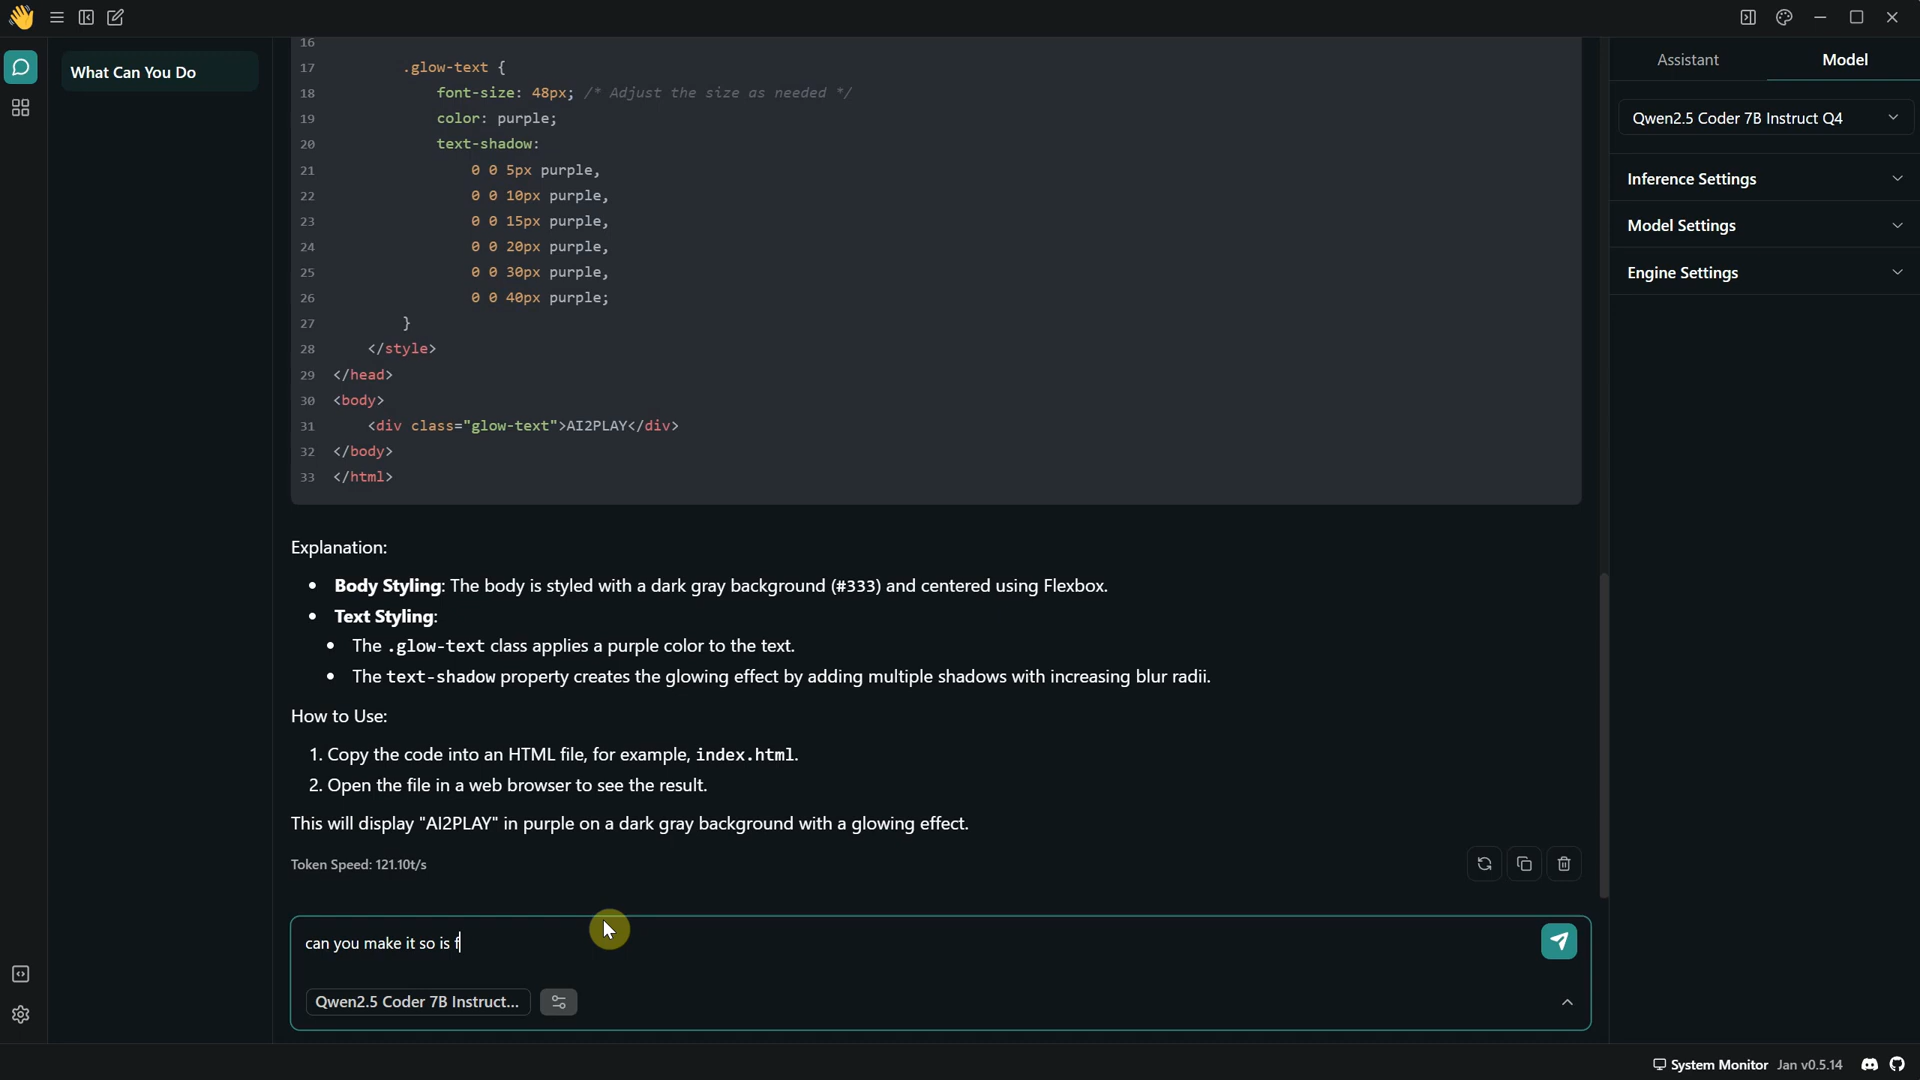 What Can You Do
Assistant
Model
Qwen2.5 Coder 7B Instruct Q4
Inference Settings
Model Settings
Engine Settings
16
17 .glow-text {
18 font-size: 48px; /* Adjust the size as needed */
19 color: purple;
20 text-shadow:
21 0 0 5px purple,
22 0 0 10px purple,
23 0 0 15px purple,
24 0 0 20px purple,
25 0 0 30px purple,
26 0 0 40px purple;
27 }
28 </style>
29 </head>
30 <body>
31 <div class="glow-text">AI2PLAY</div>
32 </body>
33 </html>
Explanation:
• Body Styling: The body is styled with a dark gray background (#333) and centered using Flexbox.
• Text Styling:
• The .glow-text class applies a purple color to the text.
• The text-shadow property creates the glowing effect by adding multiple shadows with increasing blur radii.
How to Use:
1. Copy the code into an HTML file, for example, index.html.
2. Open the file in a web browser to see the result.
This will display "AI2PLAY" in purple on a dark gray background with a glowing effect.
Token Speed: 121.10t/s
can you make it so is f
Qwen2.5 Coder 7B Instruct...
System Monitor Jan v0.5.14